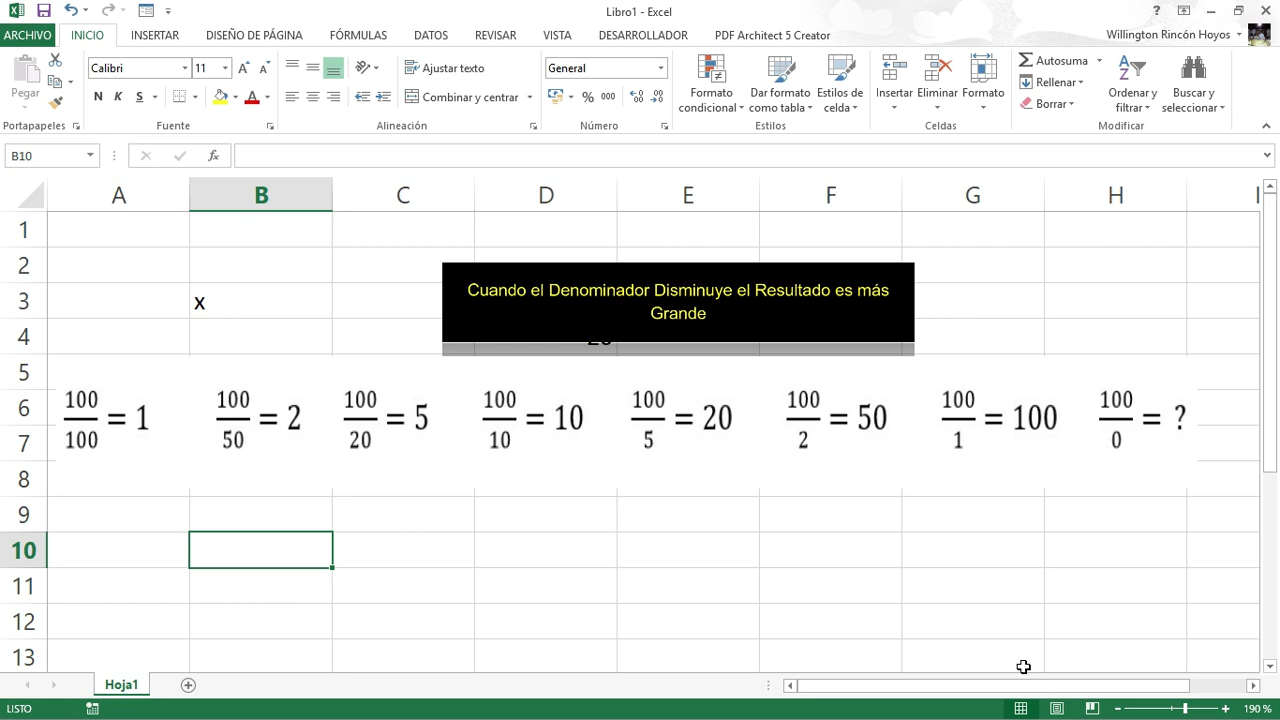 Libro1 - Excel
?
ARCHIVO INICIO INSERTAR DISEÑO DE PÁGINA FÓRMULAS DATOS REVISAR VISTA DESARROLLADOR PDF Architect 5 Creator Willington Rincón Hoyos
Pegar
Calibri 11 A A
N K S A
Ajustar texto
Combinar y centrar
General
% 000
Formato condicional
Dar formato como tabla
Estilos de celda
Insertar Eliminar Formato
Autosuma
Rellenar
Borrar
Ordenar y filtrar
Buscar y seleccionar
Portapapeles Fuente Alineación Número Estilos Celdas Modificar
B10 fx
A B C D E F G H I
1
2
Cuando el Denominador Disminuye el Resultado es más
Grande
3 x
4
5
6
7
100/100 = 1 100/50 = 2 100/20 = 5 100/10 = 10 100/5 = 20 100/2 = 50 100/1 = 100 100/0 = ?
8
9
10
11
12
13
Hoja1
LISTO 190 %